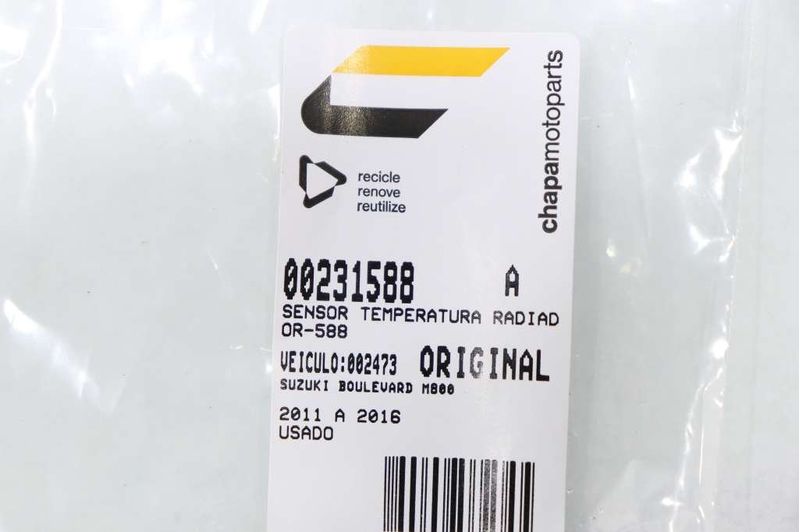 chapamotoparts
recicle
renove
reutilize
00231588 A
SENSOR TEMPERATURA RADIAD
OR-588
VEICULO:002473 ORIGINAL
SUZUKI BOULEVARD M800
2011 A 2016
USADO